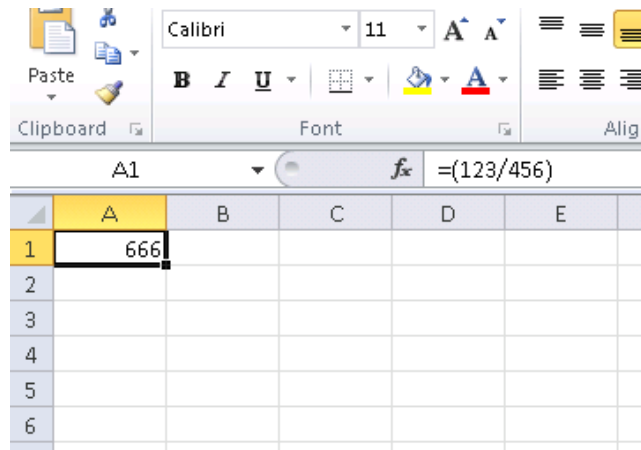 Calibri 11 A A
Paste B I U A
Clipboard Font Alig
A1 fx =(123/456)
A B C D E
1 666
2
3
4
5
6